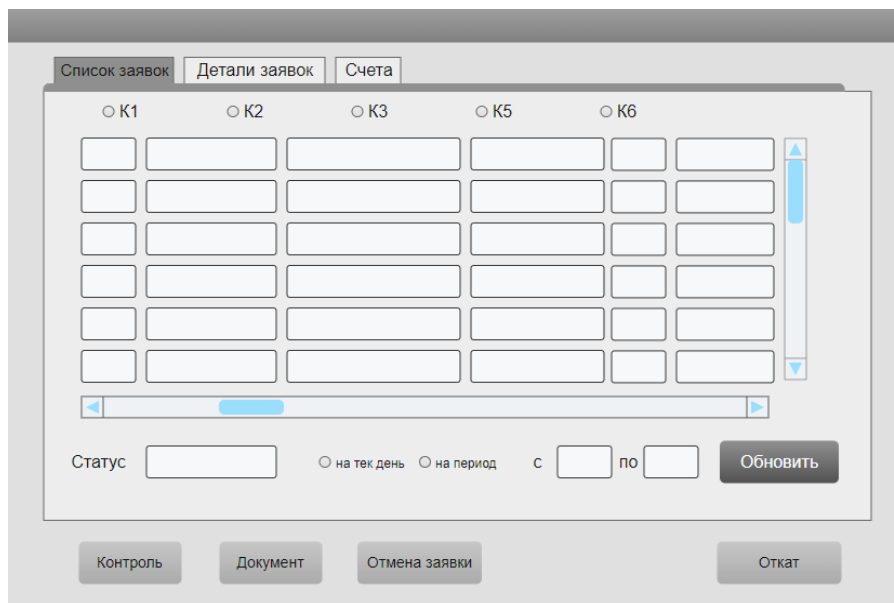 Список заявок Детали заявок Счета
К1 К2 К3 К5 К6
Статус на тек день на период с по Обновить
Контроль Документ Отмена заявки Откат